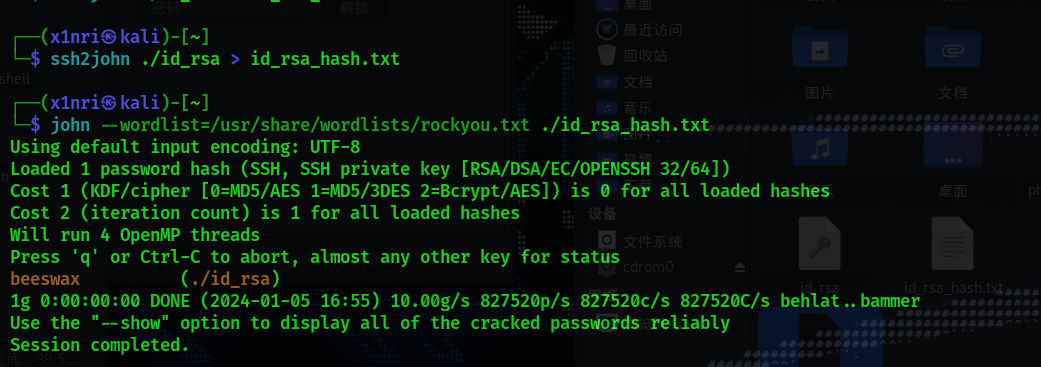 密码
解锁
┌──(x1nri㉿kali)-[~]
└─$ ssh2john ./id_rsa > id_rsa_hash.txt
┌──(x1nri㉿kali)-[~]
└─$ john --wordlist=/usr/share/wordlists/rockyou.txt ./id_rsa_hash.txt
Using default input encoding: UTF-8
Loaded 1 password hash (SSH, SSH private key [RSA/DSA/EC/OPENSSH 32/64])
Cost 1 (KDF/cipher [0=MD5/AES 1=MD5/3DES 2=Bcrypt/AES]) is 0 for all loaded hashes
Cost 2 (iteration count) is 1 for all loaded hashes
Will run 4 OpenMP threads
Press 'q' or Ctrl-C to abort, almost any other key for status
beeswax          (./id_rsa)
1g 0:00:00:00 DONE (2024-01-05 16:55) 10.00g/s 827520p/s 827520c/s 827520C/s behlat..bammer
Use the "--show" option to display all of the cracked passwords reliably
Session completed.
shell
桌面
最近访问
回收站
文档
音乐
设备
文件系统
cdrom0
图片
文档
桌面
id_rsa
id_rsa_hash.txt